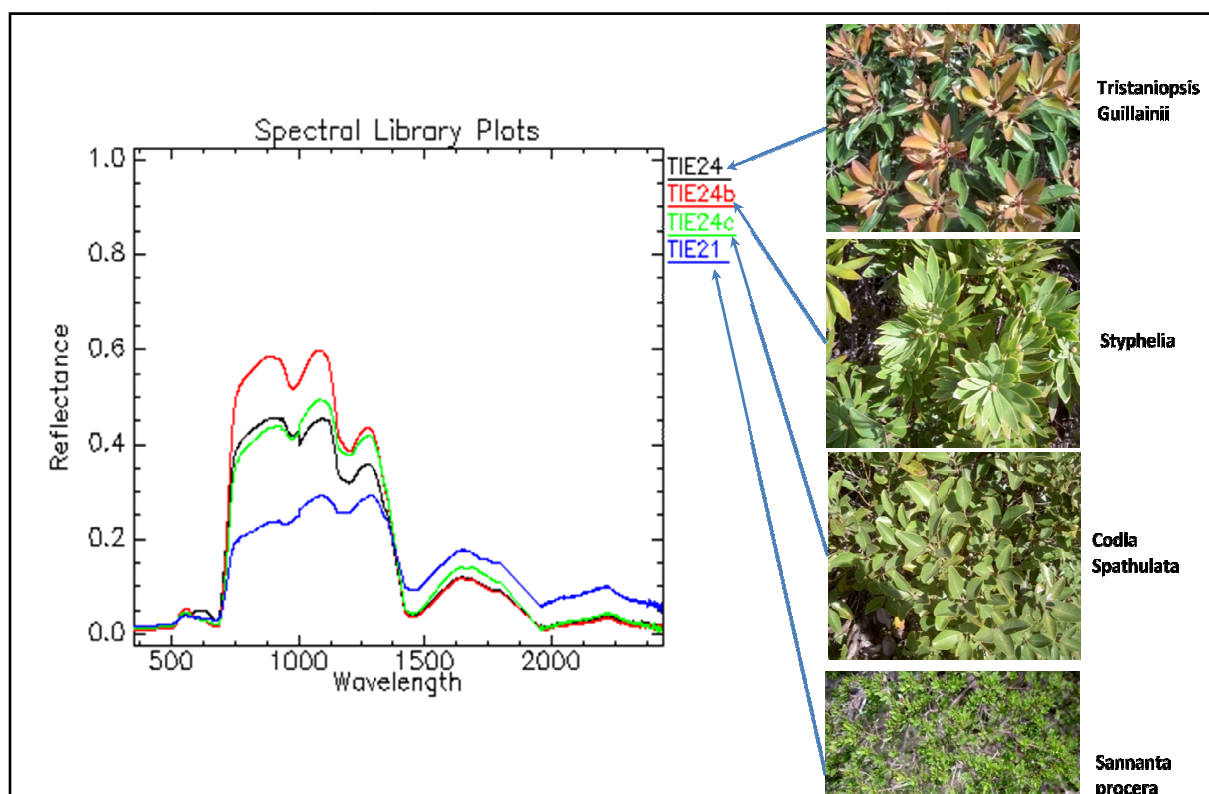 Spectral Library Plots
1.0
0.8
0.6
0.4
0.2
0.0
Reflectance
500
1000
1500
2000
Wavelength
TIE24
TIE24b
TIE24c
TIE21
Tristaniopsis
Guillainii
Styphelia
Codia
Spathulata
Sannanta
procera